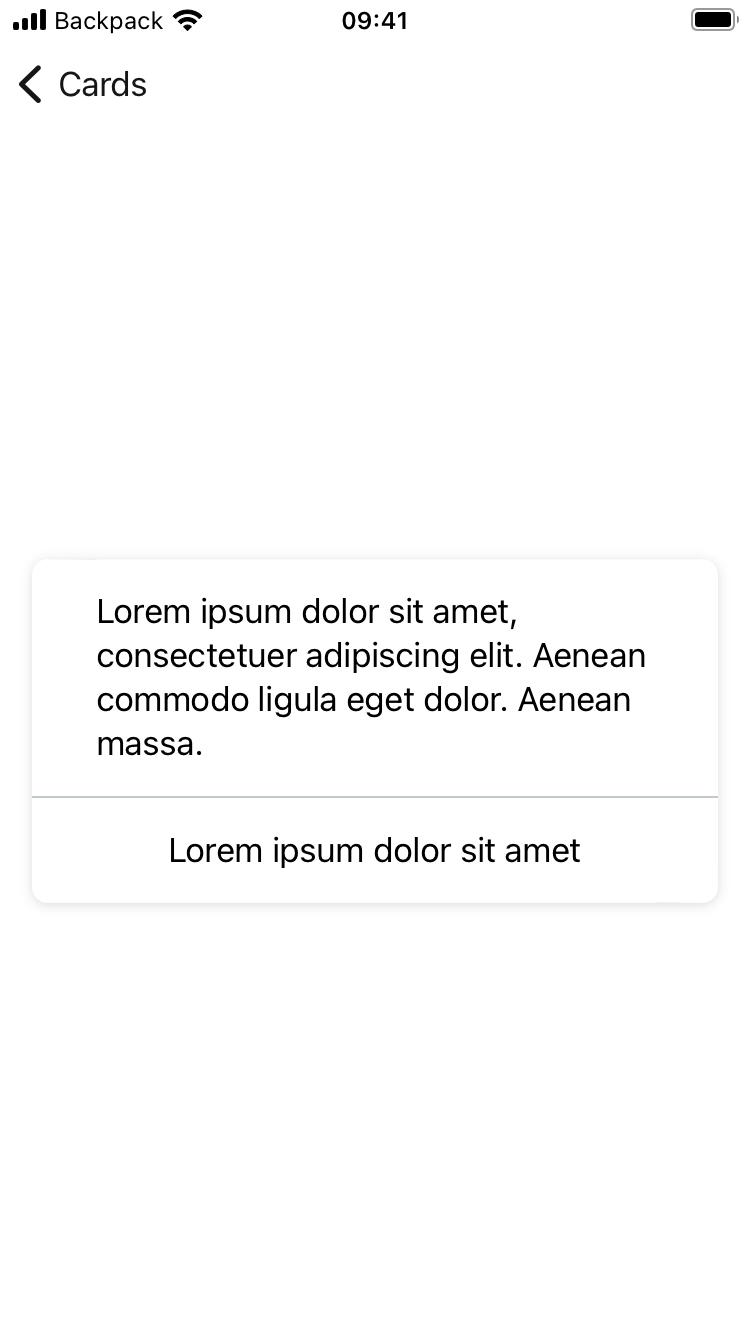 Backpack 09:41
Cards
Lorem ipsum dolor sit amet,
consectetuer adipiscing elit. Aenean
commodo ligula eget dolor. Aenean
massa.
Lorem ipsum dolor sit amet